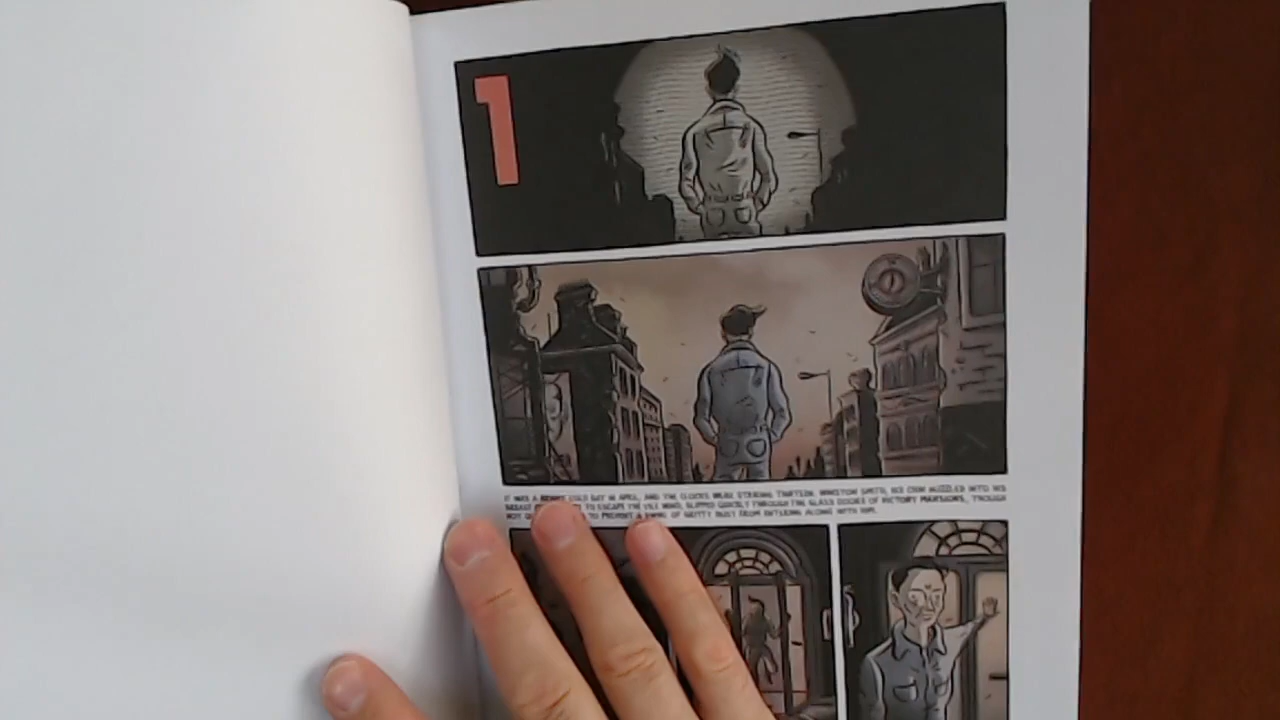 1
IT WAS A BRIGHT COLD DAY IN APRIL, AND THE CLOCKS WERE STRIKING THIRTEEN. WINSTON SMITH, HIS CHIN NUZZLED INTO HIS
BREAST TO ESCAPE THE VILE WIND, SLIPPED QUICKLY THROUGH THE GLASS DOORS OF VICTORY MANSIONS, THOUGH
NOT TO PREVENT A SWIRL OF GRITTY DUST FROM ENTERING ALONG WITH HIM.